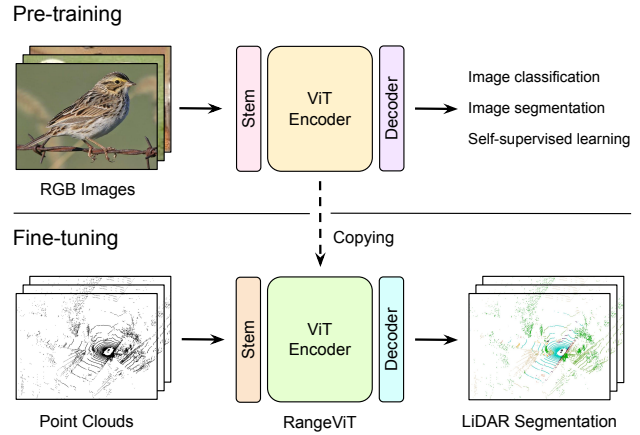 Pre-training
Stem
ViT
Encoder
Decoder
Image classification
Image segmentation
Self-supervised learning
RGB Images
Copying
Fine-tuning
Stem
ViT
Encoder
Decoder
Point Clouds
RangeViT
LiDAR Segmentation